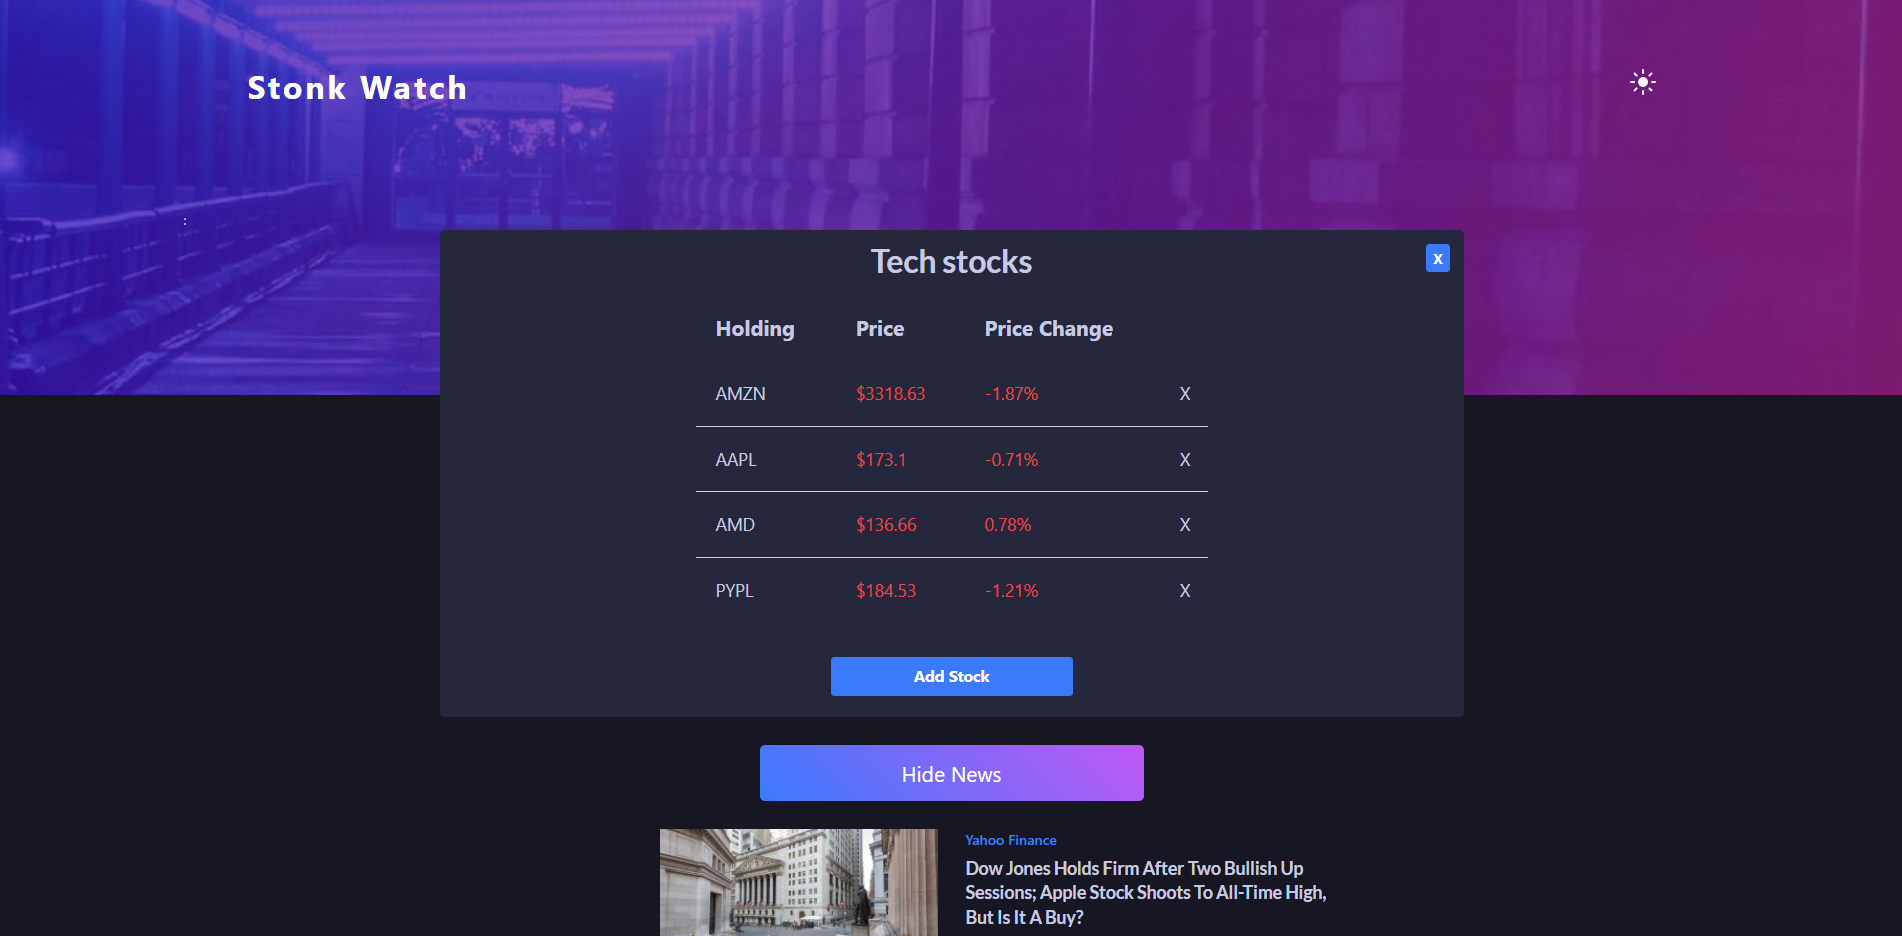 Stonk Watch
:
Tech stocks
X
Holding Price Price Change
AMZN $3318.63 -1.87% X
AAPL $173.1 -0.71% X
AMD $136.66 0.78% X
PYPL $184.53 -1.21% X
Add Stock
Hide News
Yahoo Finance
Dow Jones Holds Firm After Two Bullish Up
Sessions; Apple Stock Shoots To All-Time High,
But Is It A Buy?